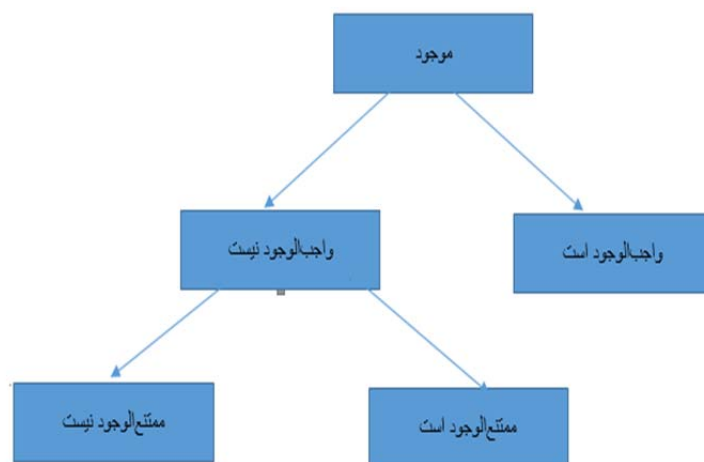 موجود
واجب‌الوجود است
واجب‌الوجود نیست
ممتنع‌الوجود است
ممتنع‌الوجود نیست